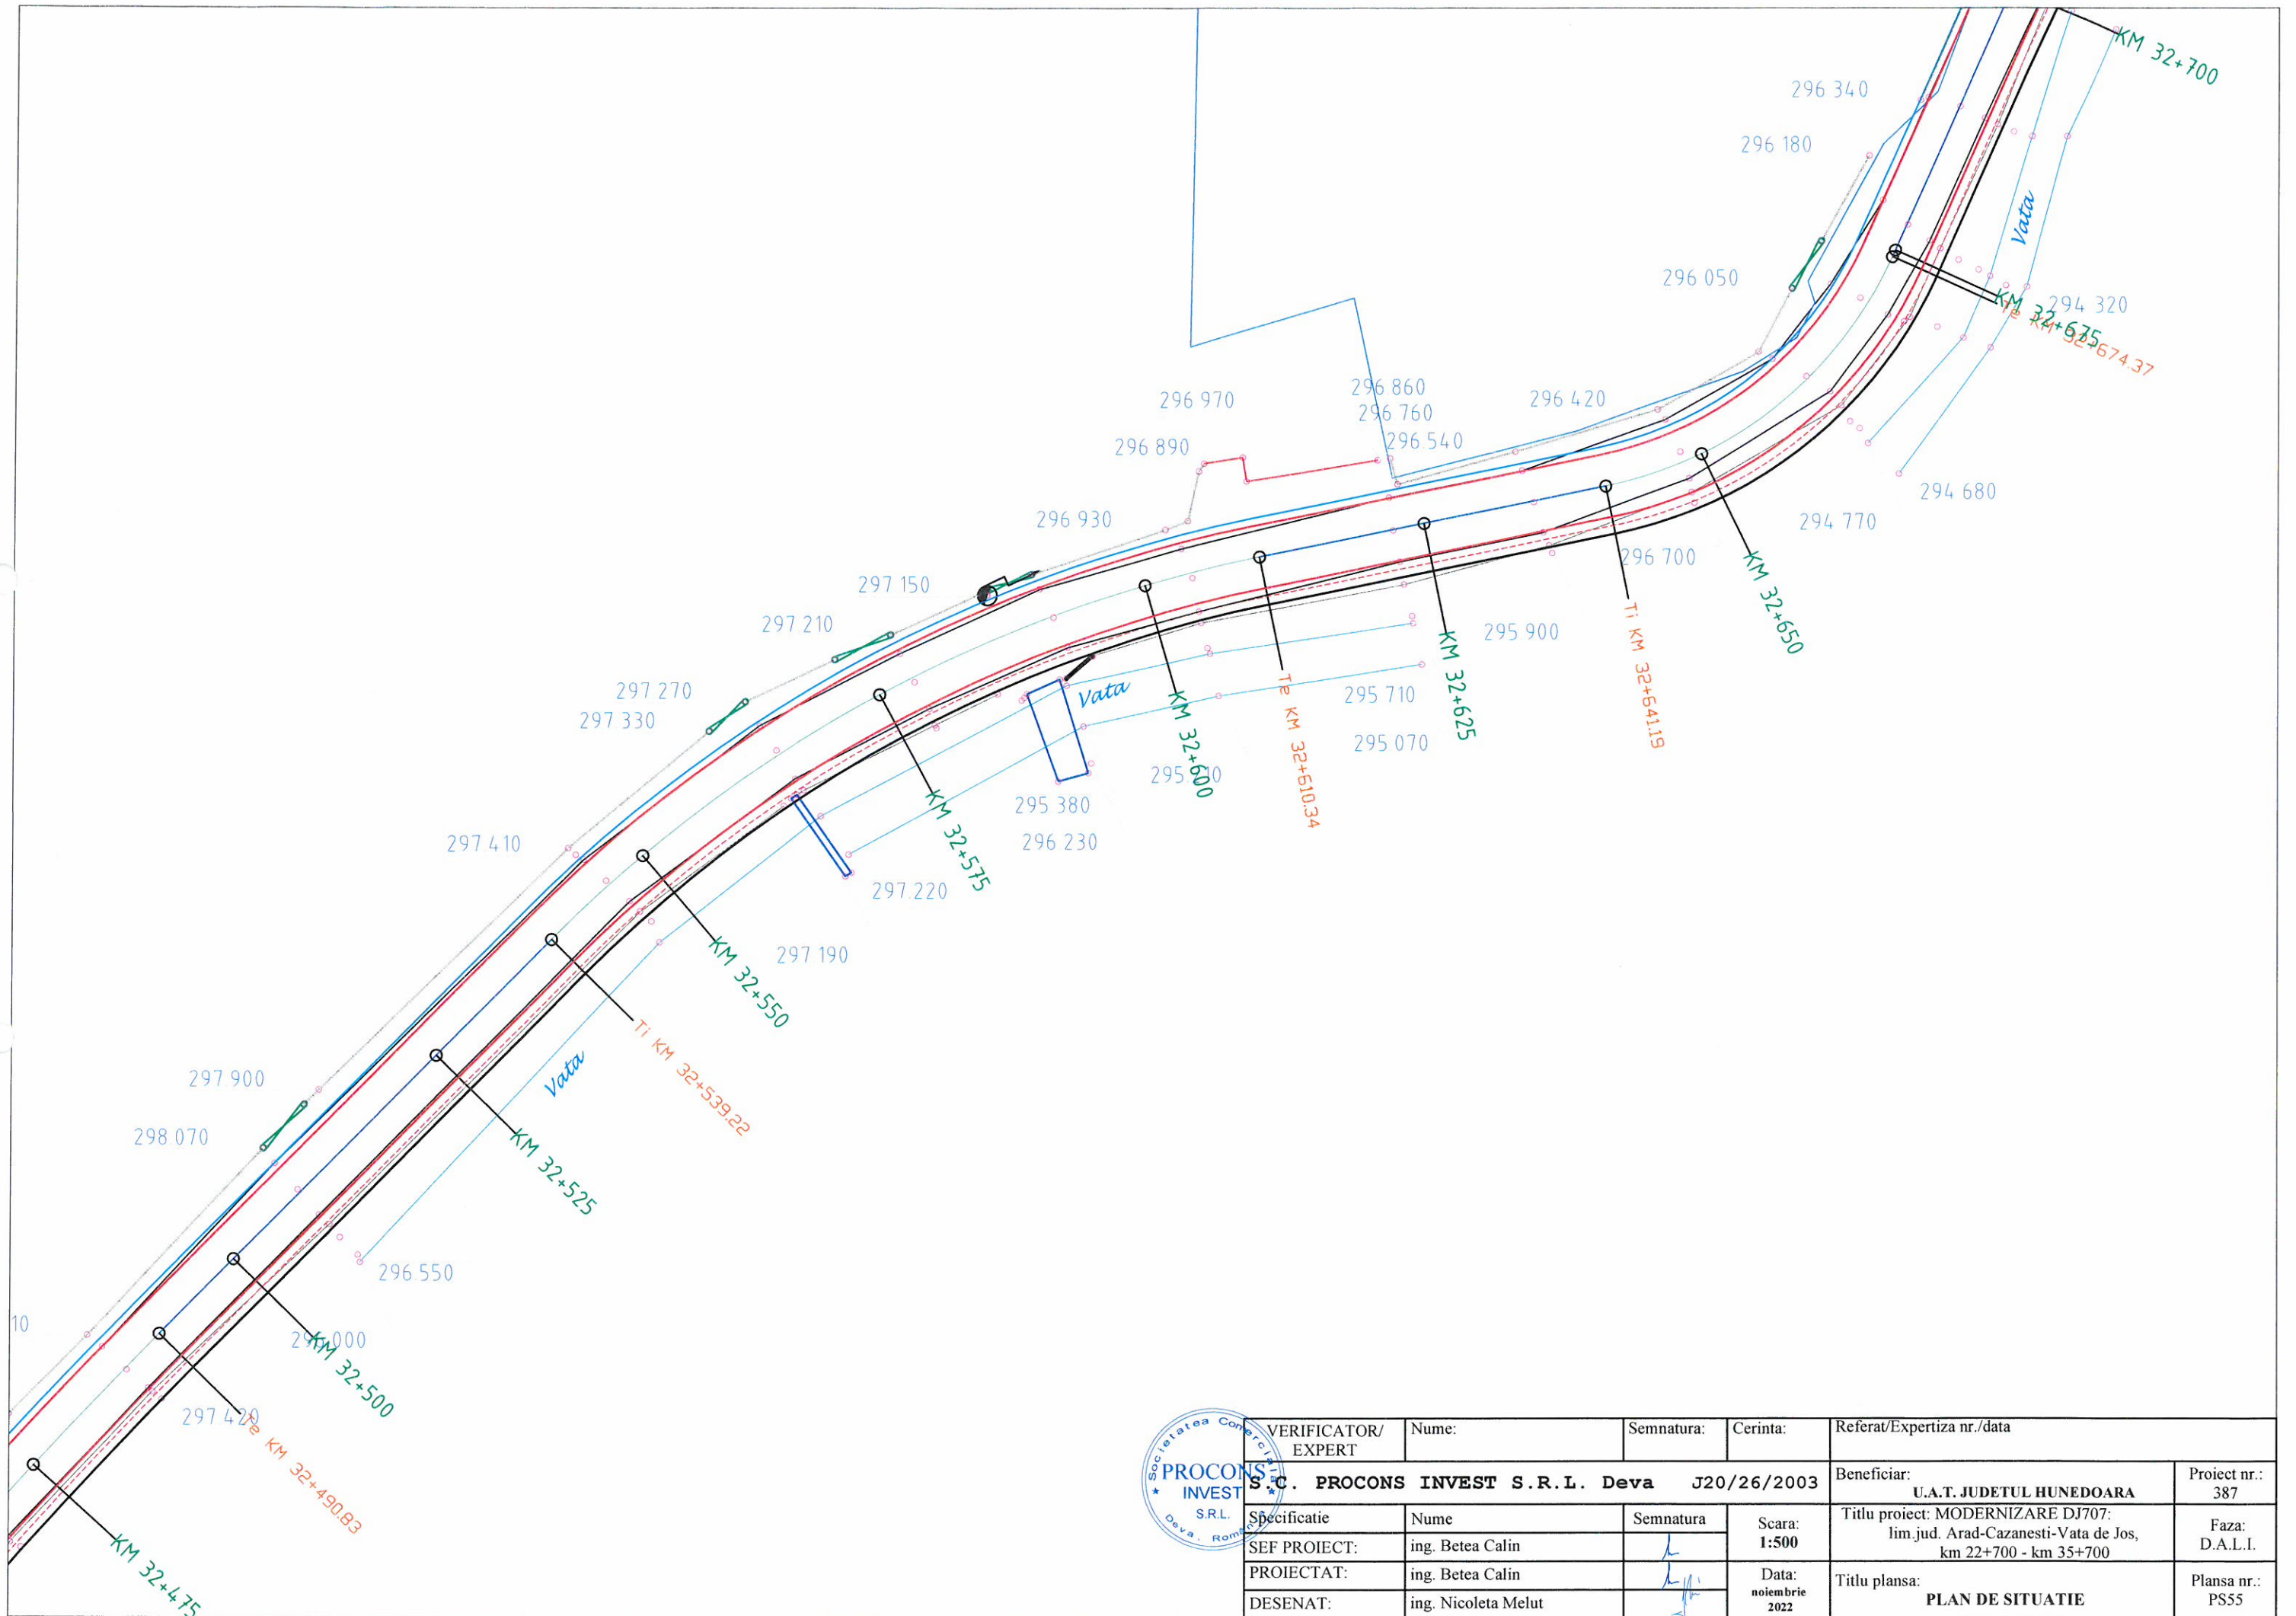 KM 32+700
296 340
296 180
Vata
296 050
294 320
KM 32+675
Te KM 32+674.37
296 970
296 860
296 760
296 540
296 420
296 890
294 680
294 770
296 930
296 700
KM 32+650
297 150
297 210
295 900
Ti KM 32+641.19
KM 32+625
297 270
297 330
Vata
295 710
295 070
KM 32+600
Te KM 32+610.34
295 380
296 230
297 410
KM 32+575
297 220
297 190
KM 32+550
Ti KM 32+539.22
Vata
297 900
298 070
KM 32+525
296 550
10
KM 32+500
297 420
Te KM 32+490.83
KM 32+475
Societatea Comerciala
PROCONS
INVEST
S.R.L.
VERIFICATOR/ EXPERT
Nume:
Semnatura:
Cerinta:
Referat/Expertiza nr./data
S.C. PROCONS INVEST S.R.L. Deva J20/26/2003
Beneficiar:
U.A.T. JUDETUL HUNEDOARA
Proiect nr.:
387
Specificatie
Nume
Semnatura
Scara:
1:500
Titlu proiect: MODERNIZARE DJ707:
lim.jud. Arad-Cazanesti-Vata de Jos,
km 22+700 - km 35+700
Faza:
D.A.L.I.
SEF PROIECT:
ing. Betea Calin
PROIECTAT:
ing. Betea Calin
Data:
noiembrie
2022
Titlu plansa:
PLAN DE SITUATIE
Plansa nr.:
PS55
DESENAT:
ing. Nicoleta Melut